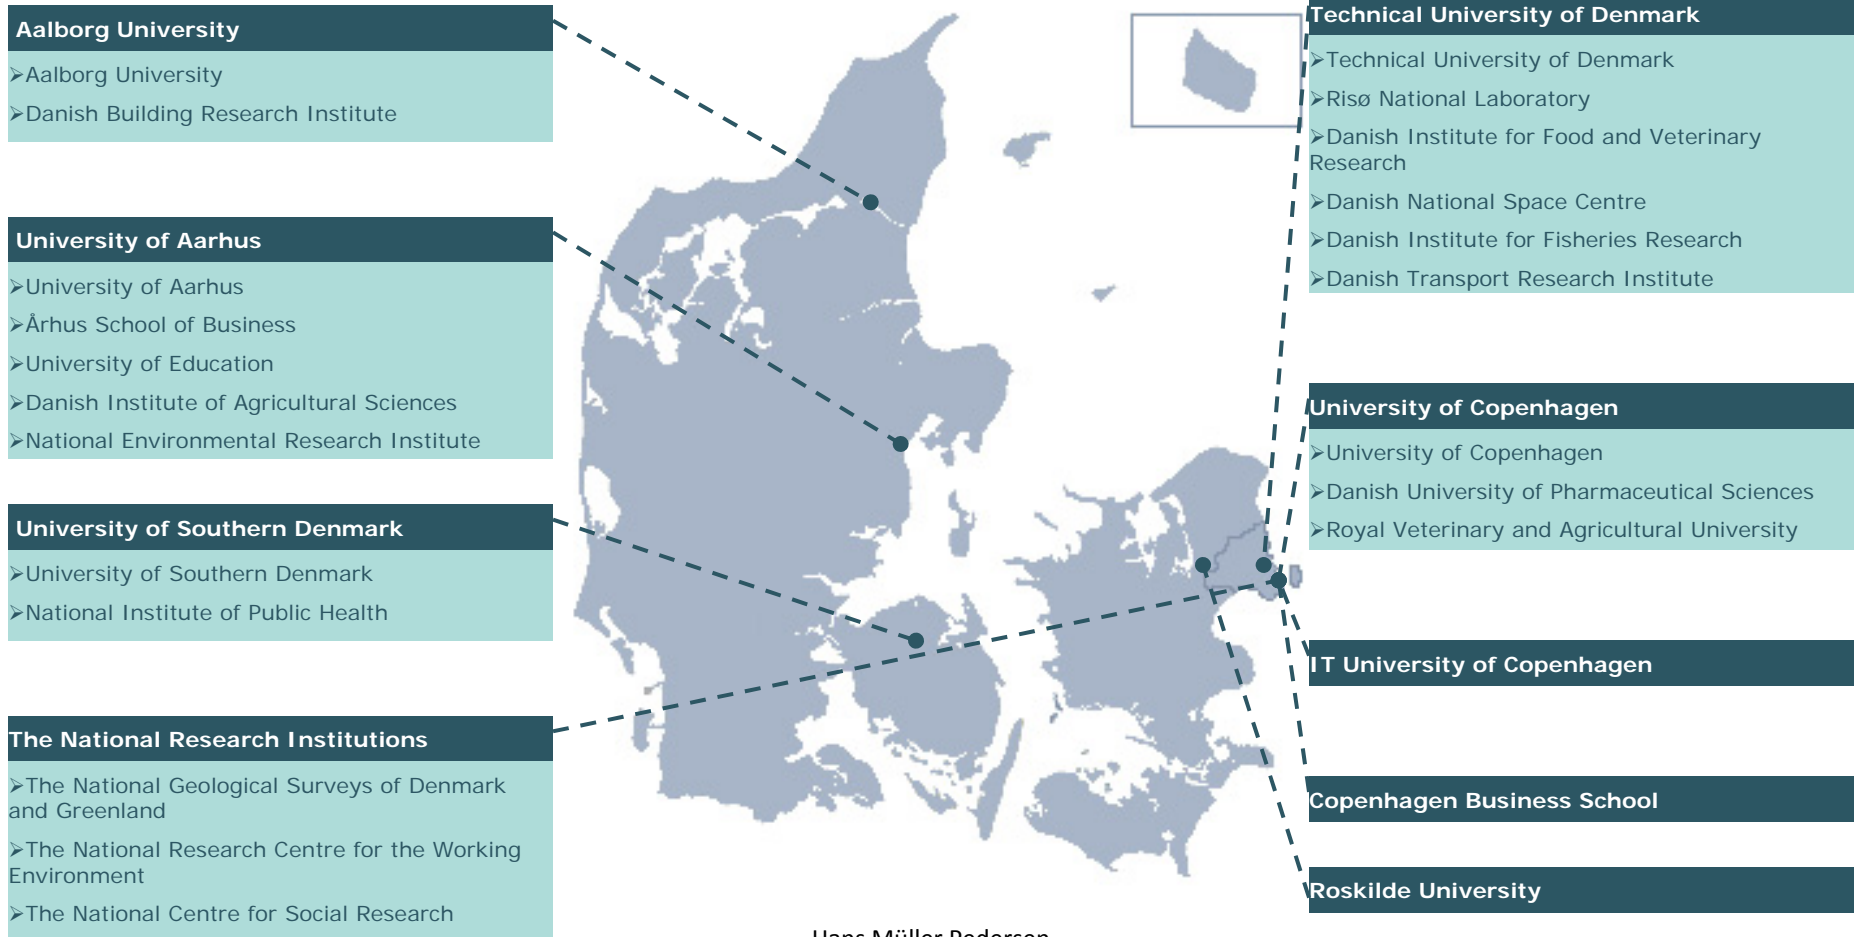 Aalborg University
➢Aalborg University
➢Danish Building Research Institute
University of Aarhus
➢University of Aarhus
➢Århus School of Business
➢University of Education
➢Danish Institute of Agricultural Sciences
➢National Environmental Research Institute
University of Southern Denmark
➢University of Southern Denmark
➢National Institute of Public Health
The National Research Institutions
➢The National Geological Surveys of Denmark
and Greenland
➢The National Research Centre for the Working
Environment
➢The National Centre for Social Research
Technical University of Denmark
➢Technical University of Denmark
➢Risø National Laboratory
➢Danish Institute for Food and Veterinary
Research
➢Danish National Space Centre
➢Danish Institute for Fisheries Research
➢Danish Transport Research Institute
University of Copenhagen
➢University of Copenhagen
➢Danish University of Pharmaceutical Sciences
➢Royal Veterinary and Agricultural University
IT University of Copenhagen
Copenhagen Business School
Roskilde University
Hans Müller Pedersen